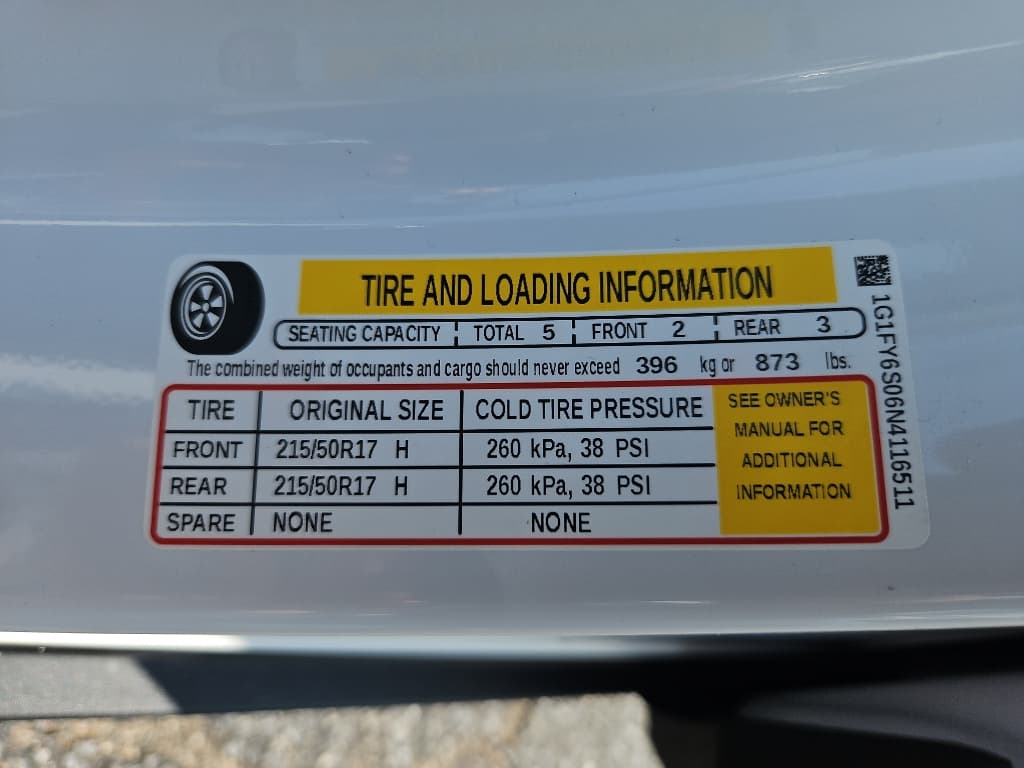 TIRE AND LOADING INFORMATION
SEATING CAPACITY TOTAL 5 FRONT 2 REAR 3
The combined weight of occupants and cargo should never exceed 396 kg or 873 lbs.
TIRE ORIGINAL SIZE COLD TIRE PRESSURE
FRONT 215/50R17 H 260 kPa, 38 PSI
REAR 215/50R17 H 260 kPa, 38 PSI
SPARE NONE NONE
SEE OWNER'S
MANUAL FOR
ADDITIONAL
INFORMATION
1G1FY6S06N4116511